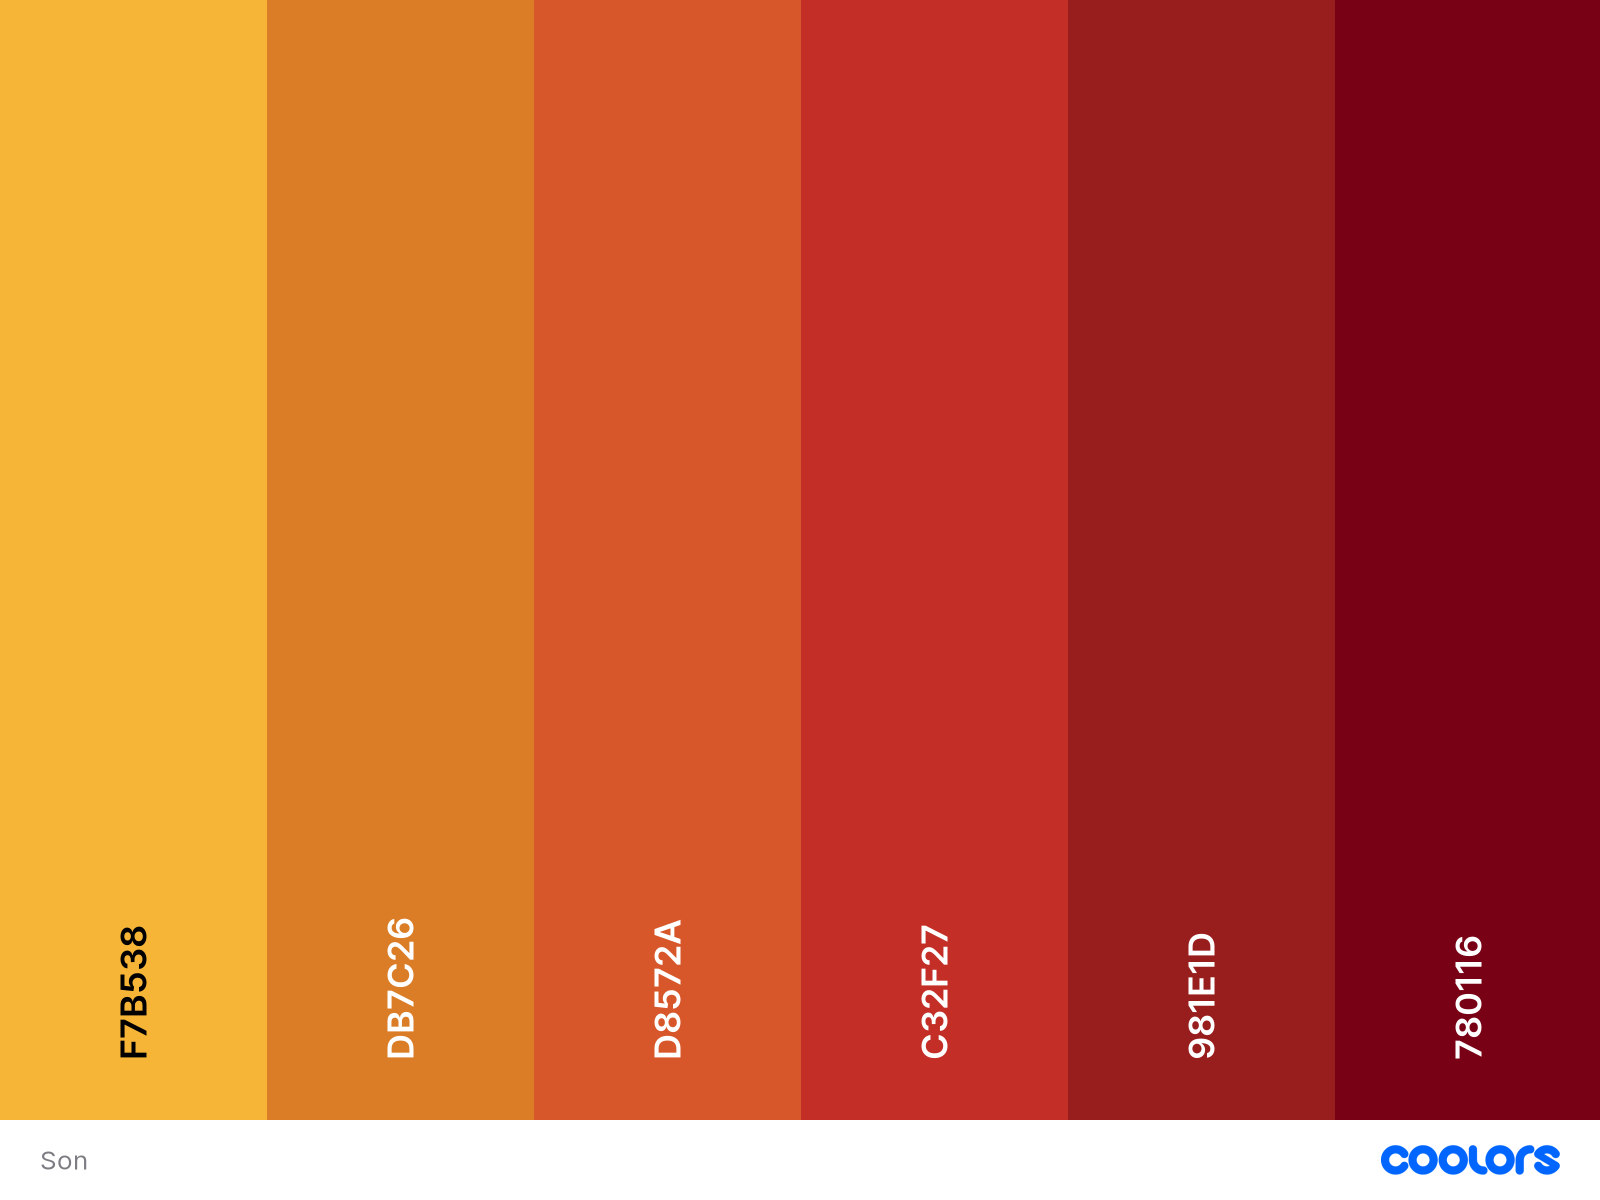 F7B538
DB7C26
D8572A
C32F27
981E1D
780116
Son
coolors